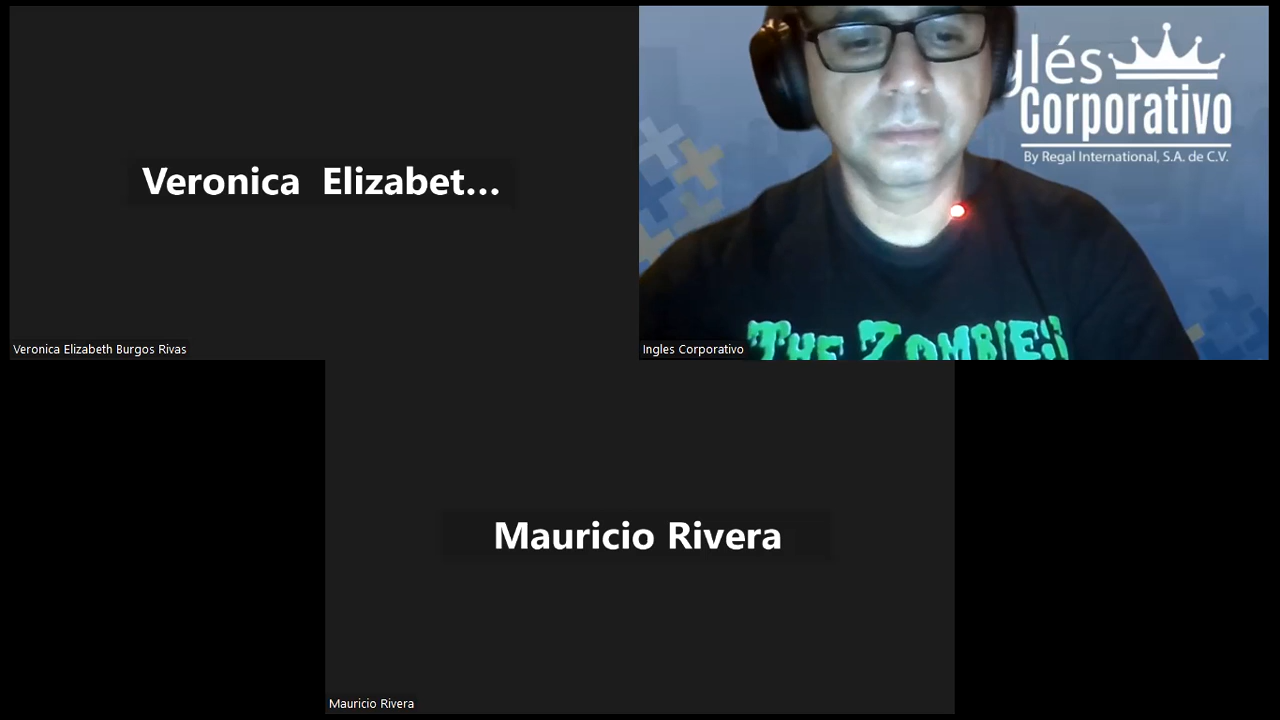 Veronica Elizabet...
Veronica Elizabeth Burgos Rivas
glés
Corporativo
By Regal International, S.A. de C.V.
THE ZOMBIES
Ingles Corporativo
Mauricio Rivera
Mauricio Rivera